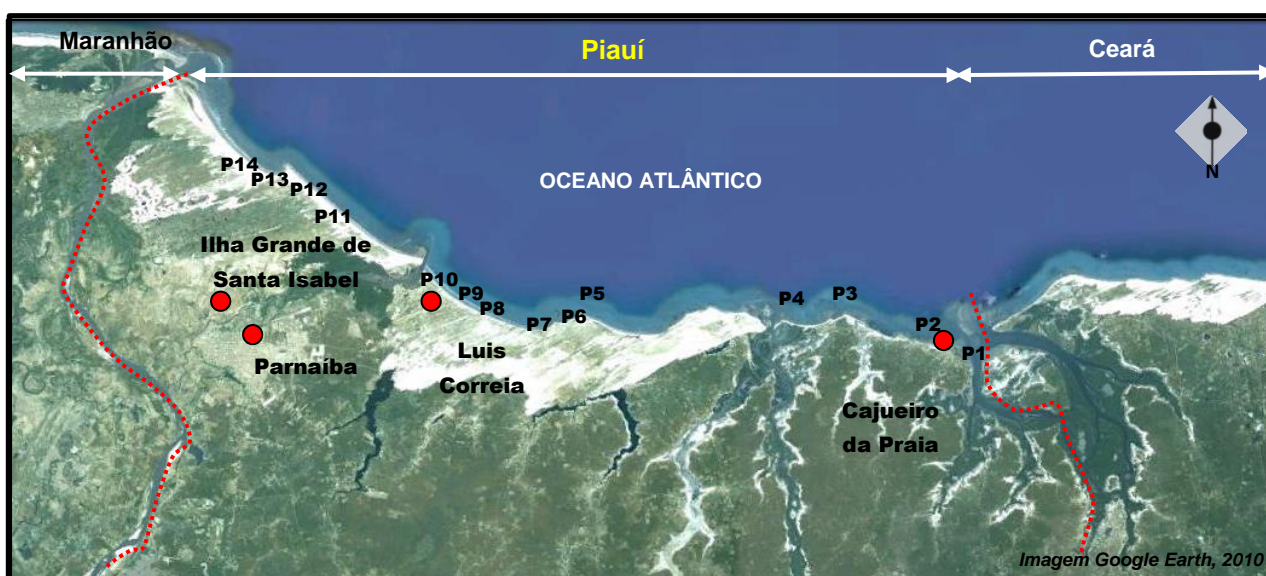 Maranhão
Piauí
Ceará
N
OCEANO ATLÂNTICO
P14
P13
P12
P11
Ilha Grande de
Santa Isabel
P10
P9
P8
P7
P6
P5
P4
P3
P2
P1
Parnaíba
Luis
Correia
Cajueiro
da Praia
Imagem Google Earth, 2010